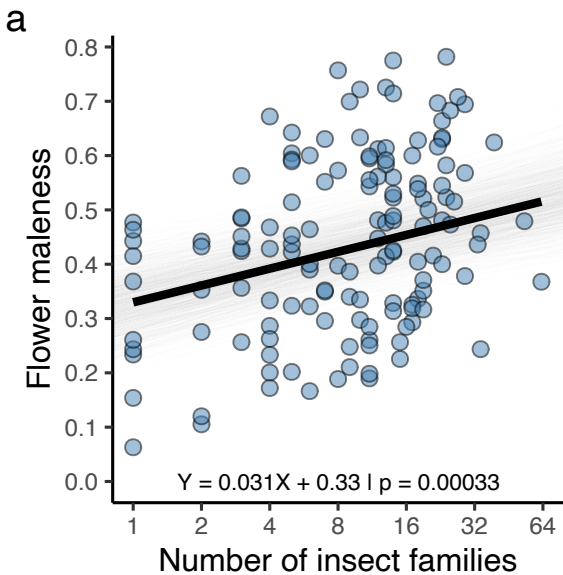 a
Flower maleness
0.8
0.7
0.6
0.5
0.4
0.3
0.2
0.1
0.0
Y = 0.031X + 0.33 | p = 0.00033
1 2 4 8 16 32 64
Number of insect families